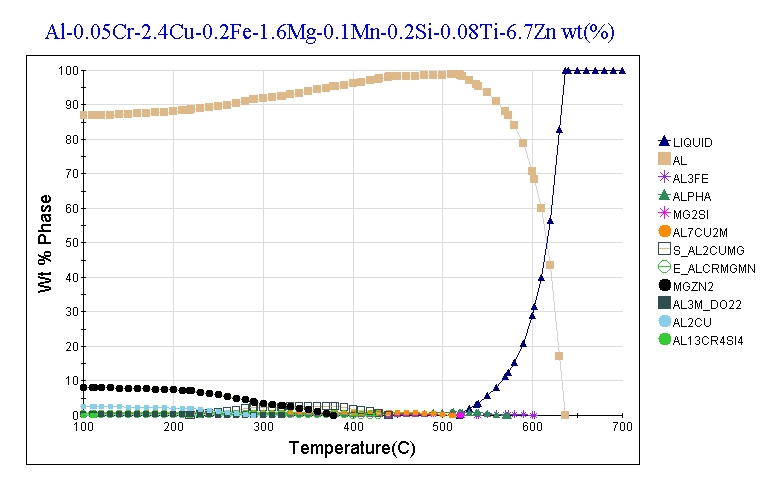 Al-0.05Cr-2.4Cu-0.2Fe-1.6Mg-0.1Mn-0.2Si-0.08Ti-6.7Zn wt(%)
100
90
80
70
60
50
40
30
20
10
0
Wt % Phase
100 200 300 400 500 600 700
Temperature(C)
LIQUID
AL
AL3FE
ALPHA
MG2SI
AL7CU2M
S_AL2CUMG
E_ALCRMGMN
MGZN2
AL3M_DO22
AL2CU
AL13CR4SI4